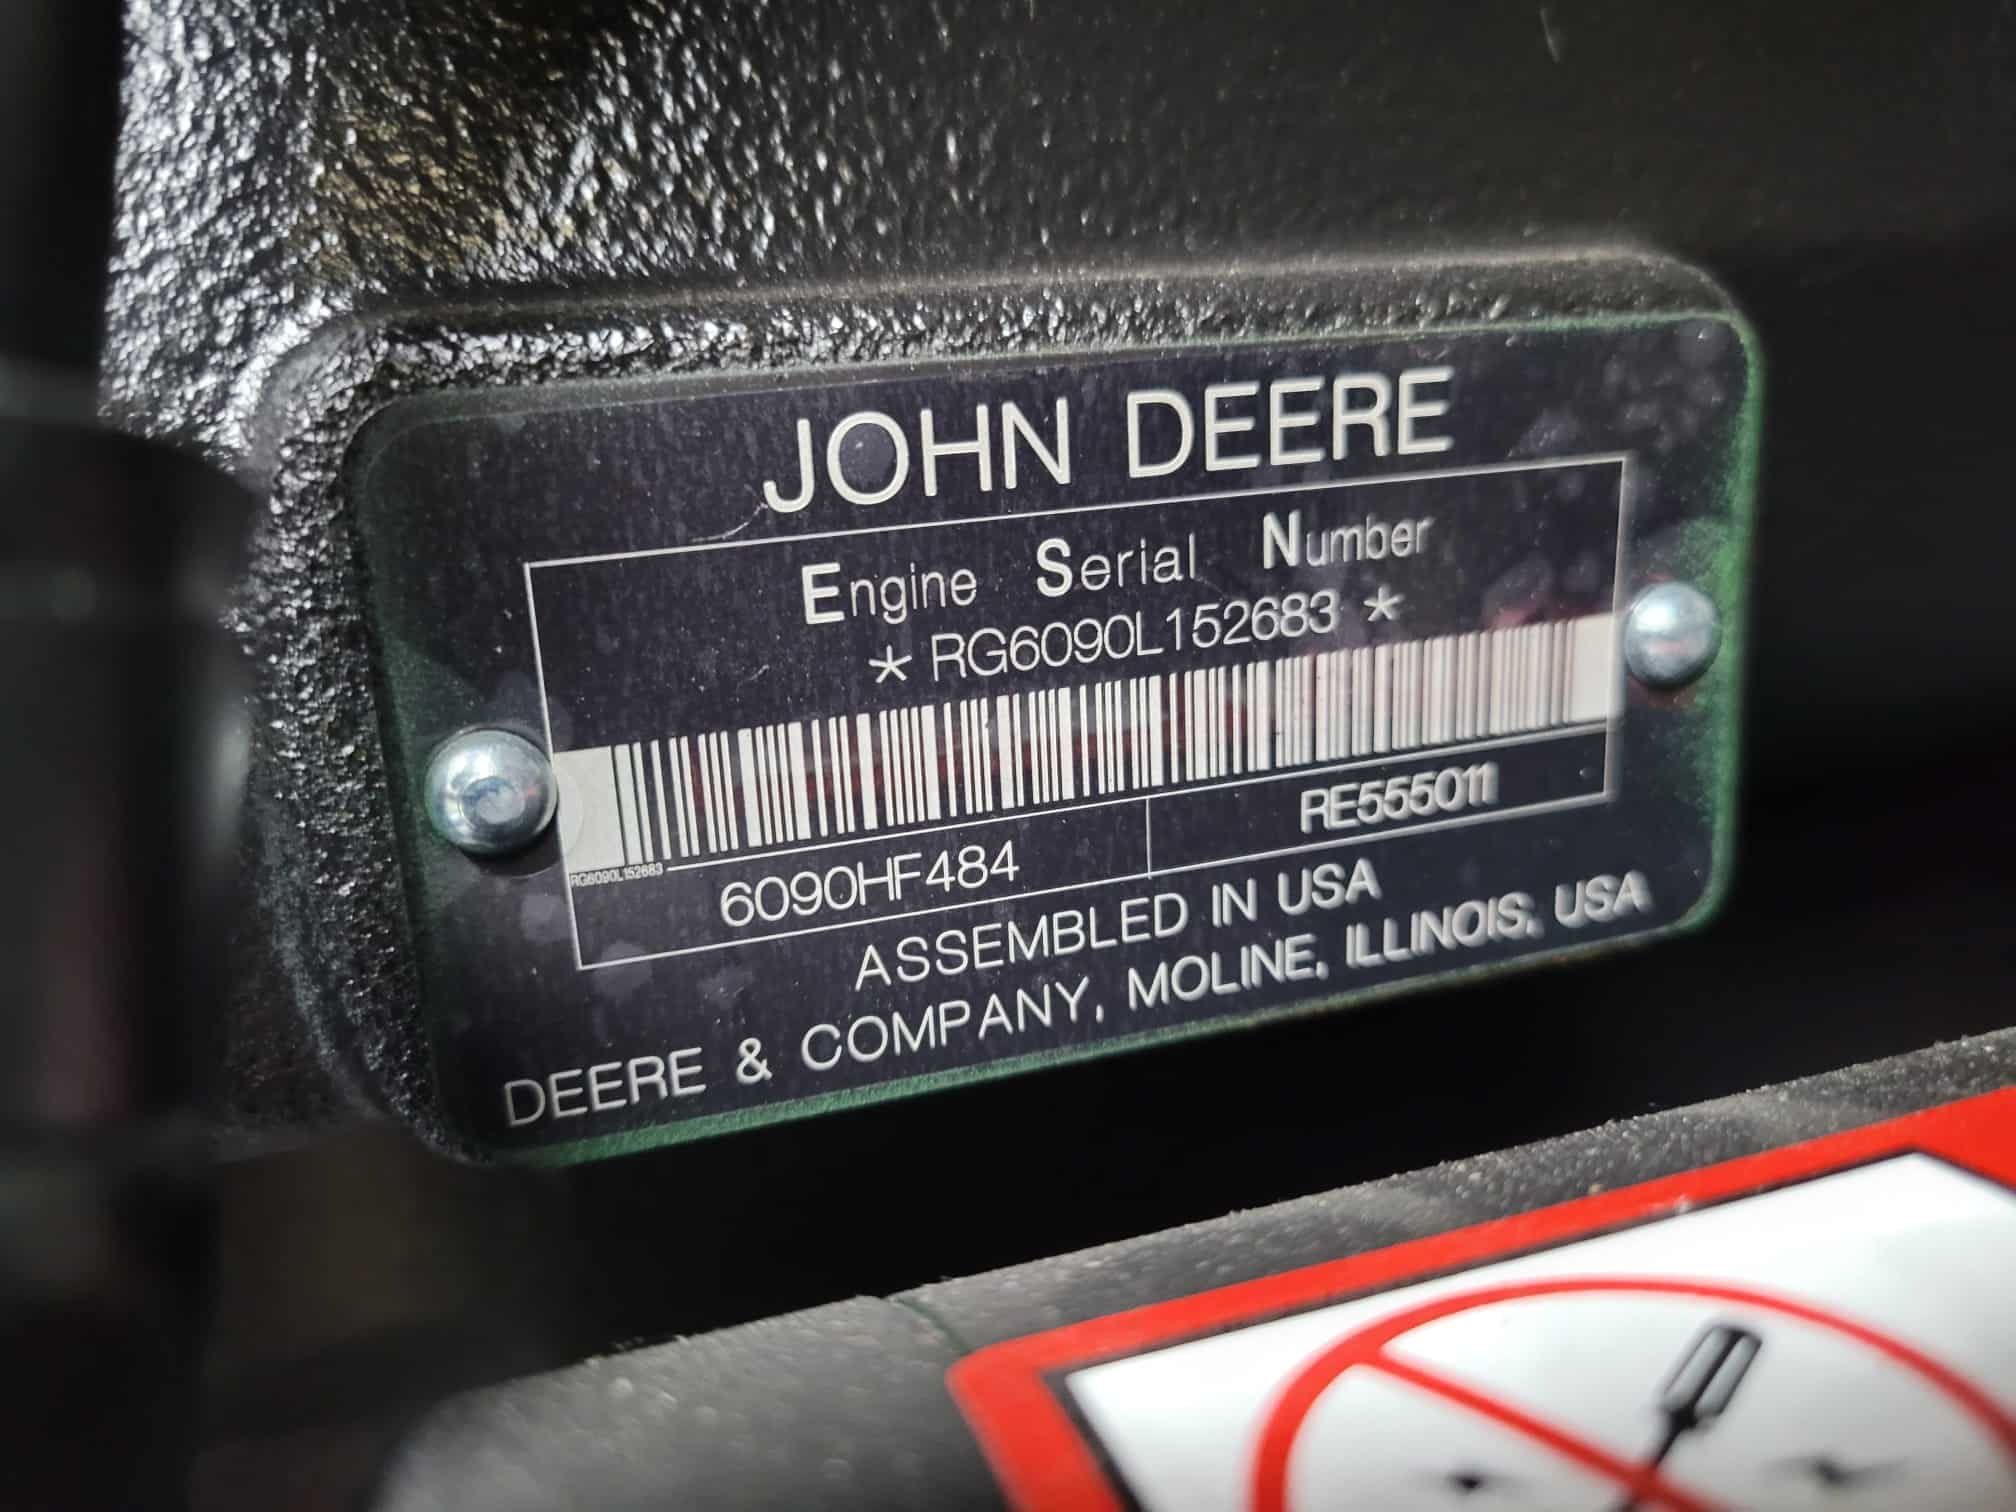 JOHN DEERE
Engine Serial Number
* RG6090L152683 *
RG6090L152683
6090HF484
RE555011
ASSEMBLED IN USA
DEERE & COMPANY, MOLINE, ILLINOIS, USA